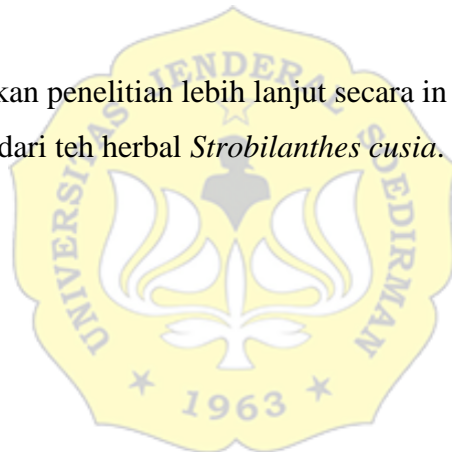 kan penelitian lebih lanjut secara in
dari teh herbal Strobilanthes cusia.
UNIVERSITAS JENDERAL SOEDIRMAN
★ 1963 ★